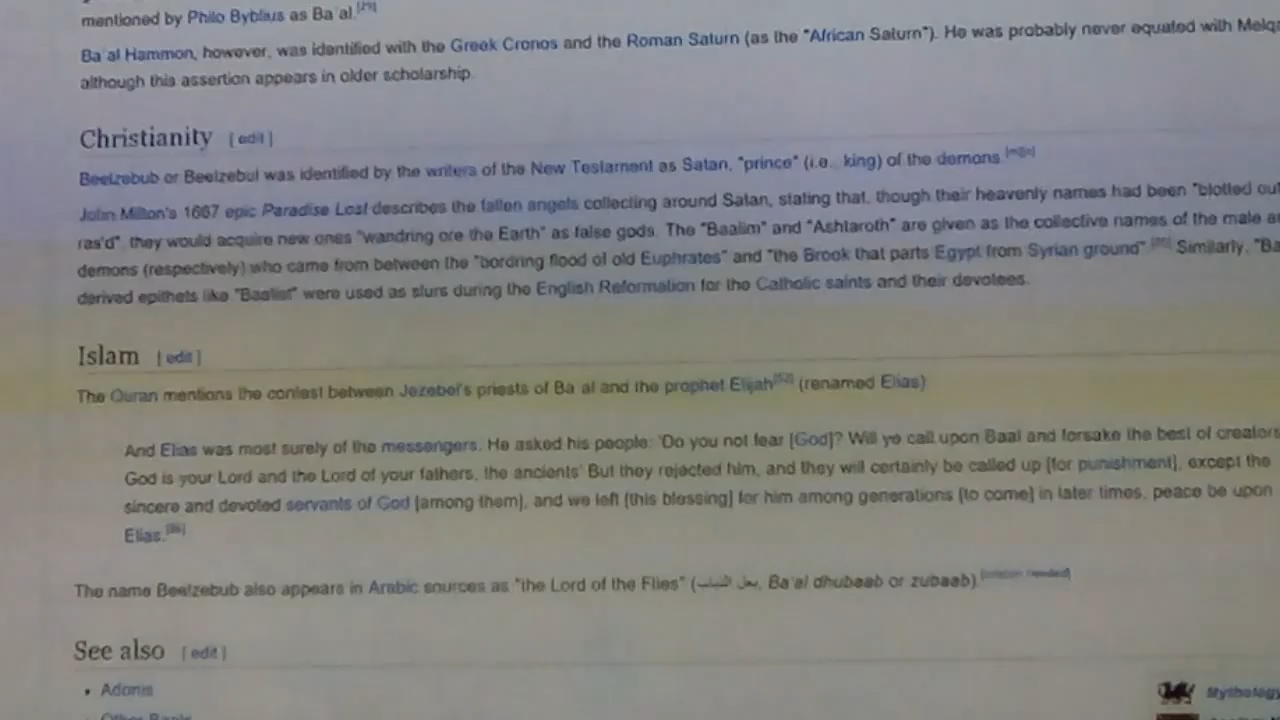 mentioned by Philo Byblius as Baʿal.[29]
Baʿal Hammon, however, was identified with the Greek Cronos and the Roman Saturn (as the "African Saturn"). He was probably never equated with Melq
although this assertion appears in older scholarship.
Christianity [ edit ]
Beelzebub or Beelzebul was identified by the writers of the New Testament as Satan, "prince" (i.e., king) of the demons.
John Milton's 1667 epic Paradise Lost describes the fallen angels collecting around Satan, stating that, though their heavenly names had been "blotted out
ras'd", they would acquire new ones "wandring ore the Earth" as false gods. The "Baalim" and "Ashtaroth" are given as the collective names of the male a
demons (respectively) who came from between the "bordring flood of old Euphrates" and "the Brook that parts Egypt from Syrian ground". Similarly, "Ba
derived epithets like "Baalist" were used as slurs during the English Reformation for the Catholic saints and their devotees.
Islam [ edit ]
The Quran mentions the contest between Jezebel's priests of Baʿal and the prophet Elijah (renamed Elias)
And Elias was most surely of the messengers. He asked his people: 'Do you not fear [God]? Will ye call upon Baal and forsake the best of creators
God is your Lord and the Lord of your fathers, the ancients' But they rejected him, and they will certainly be called up [for punishment], except the
sincere and devoted servants of God [among them], and we left [this blessing] for him among generations [to come] in later times, peace be upon
Elias.
The name Beelzebub also appears in Arabic sources as "the Lord of the Flies" (Baʿal dhubaab or zubaab).[citation needed]
See also [ edit ]
• Adonis
Mythology